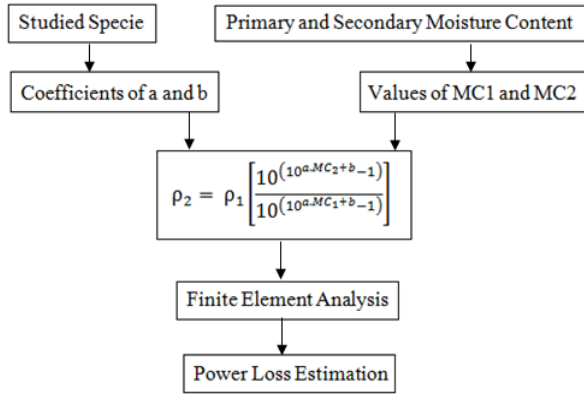 Studied Specie
Primary and Secondary Moisture Content
Coefficients of a and b
Values of MC1 and MC2
ρ₂ = ρ₁ [10^(10^(a.MC₂+b) −1) / 10^(10^(a.MC₁+b) −1)]
Finite Element Analysis
Power Loss Estimation